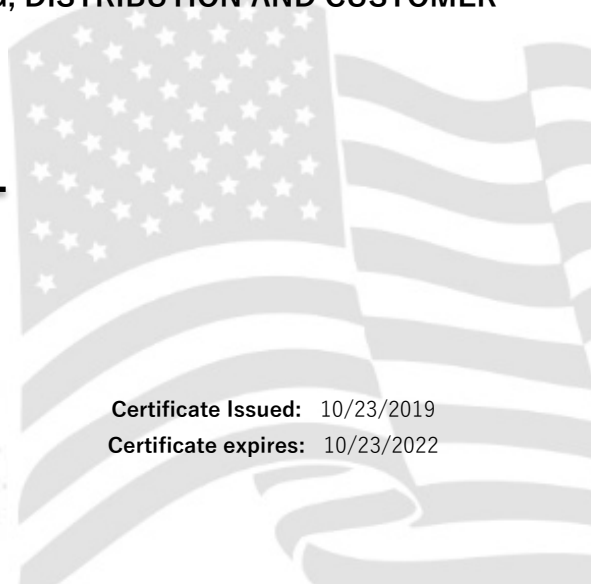 DISTRIBUTION AND CUSTOMER
Certificate Issued: 10/23/2019
Certificate expires: 10/23/2022